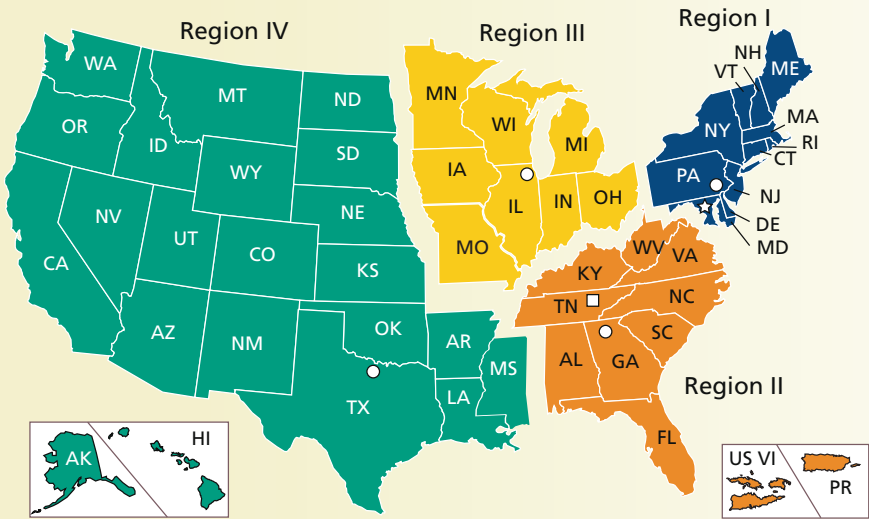 Region IV
Region III
Region I
WA
MT
ND
OR
ID
SD
WY
NE
NV
UT
CO
KS
CA
AZ
NM
OK
TX
AR
LA
MS
AK
HI
MN
WI
MI
IA
IL
IN
OH
MO
NH
VT
ME
NY
MA
RI
CT
PA
NJ
DE
MD
WV
VA
KY
TN
NC
SC
AL
GA
FL
Region II
US VI
PR